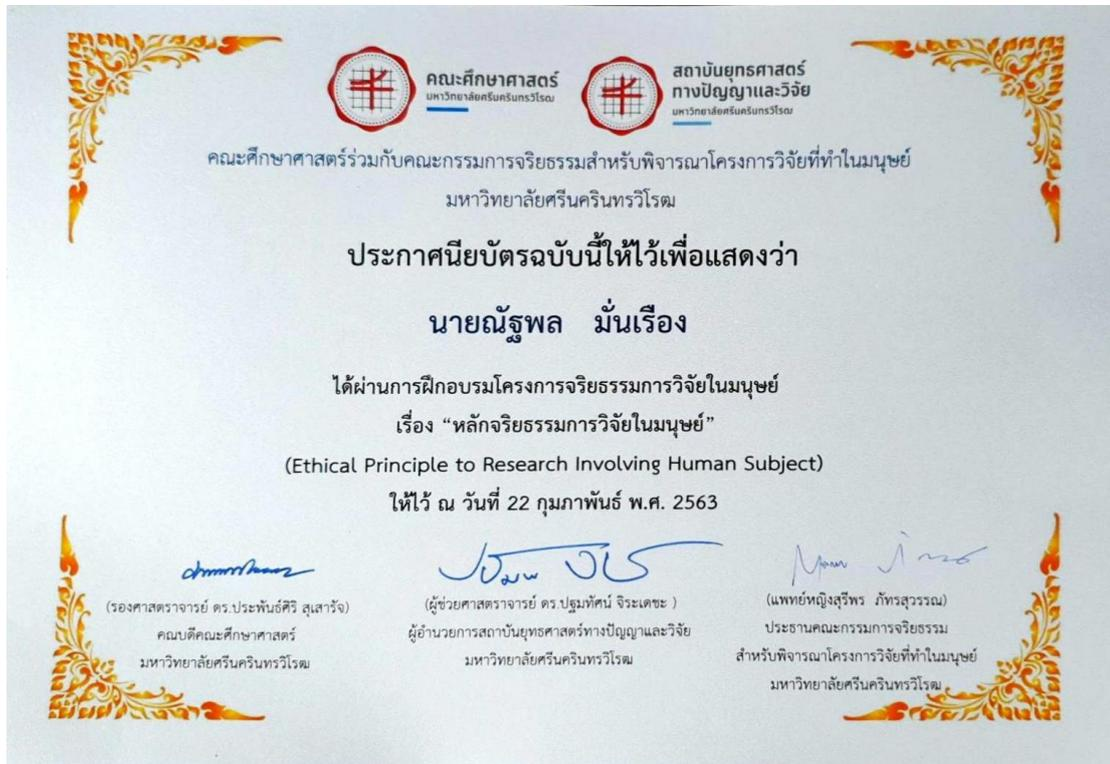 คณะศึกษาศาสตร์
มหาวิทยาลัยศรีนครินทรวิโรฒ
สถาบันยุทธศาสตร์
ทางปัญญาและวิจัย
มหาวิทยาลัยศรีนครินทรวิโรฒ
คณะศึกษาศาสตร์ร่วมกับคณะกรรมการจริยธรรมสำหรับพิจารณาโครงการวิจัยที่ทำในมนุษย์
มหาวิทยาลัยศรีนครินทรวิโรฒ
ประกาศนียบัตรฉบับนี้ให้ไว้เพื่อแสดงว่า
นายณัฐพล มั่นเรือง
ได้ผ่านการฝึกอบรมโครงการจริยธรรมการวิจัยในมนุษย์
เรื่อง “หลักจริยธรรมการวิจัยในมนุษย์”
(Ethical Principle to Research Involving Human Subject)
ให้ไว้ ณ วันที่ 22 กุมภาพันธ์ พ.ศ. 2563
(รองศาสตราจารย์ ดร.ประพันธ์ศิริ สุเสารัจ)
คณบดีคณะศึกษาศาสตร์
มหาวิทยาลัยศรีนครินทรวิโรฒ
(ผู้ช่วยศาสตราจารย์ ดร.ปฐมทัศน์ จิระเดชะ )
ผู้อำนวยการสถาบันยุทธศาสตร์ทางปัญญาและวิจัย
มหาวิทยาลัยศรีนครินทรวิโรฒ
(แพทย์หญิงสุรีพร ภัทรสุวรรณ)
ประธานคณะกรรมการจริยธรรม
สำหรับพิจารณาโครงการวิจัยที่ทำในมนุษย์
มหาวิทยาลัยศรีนครินทรวิโรฒ